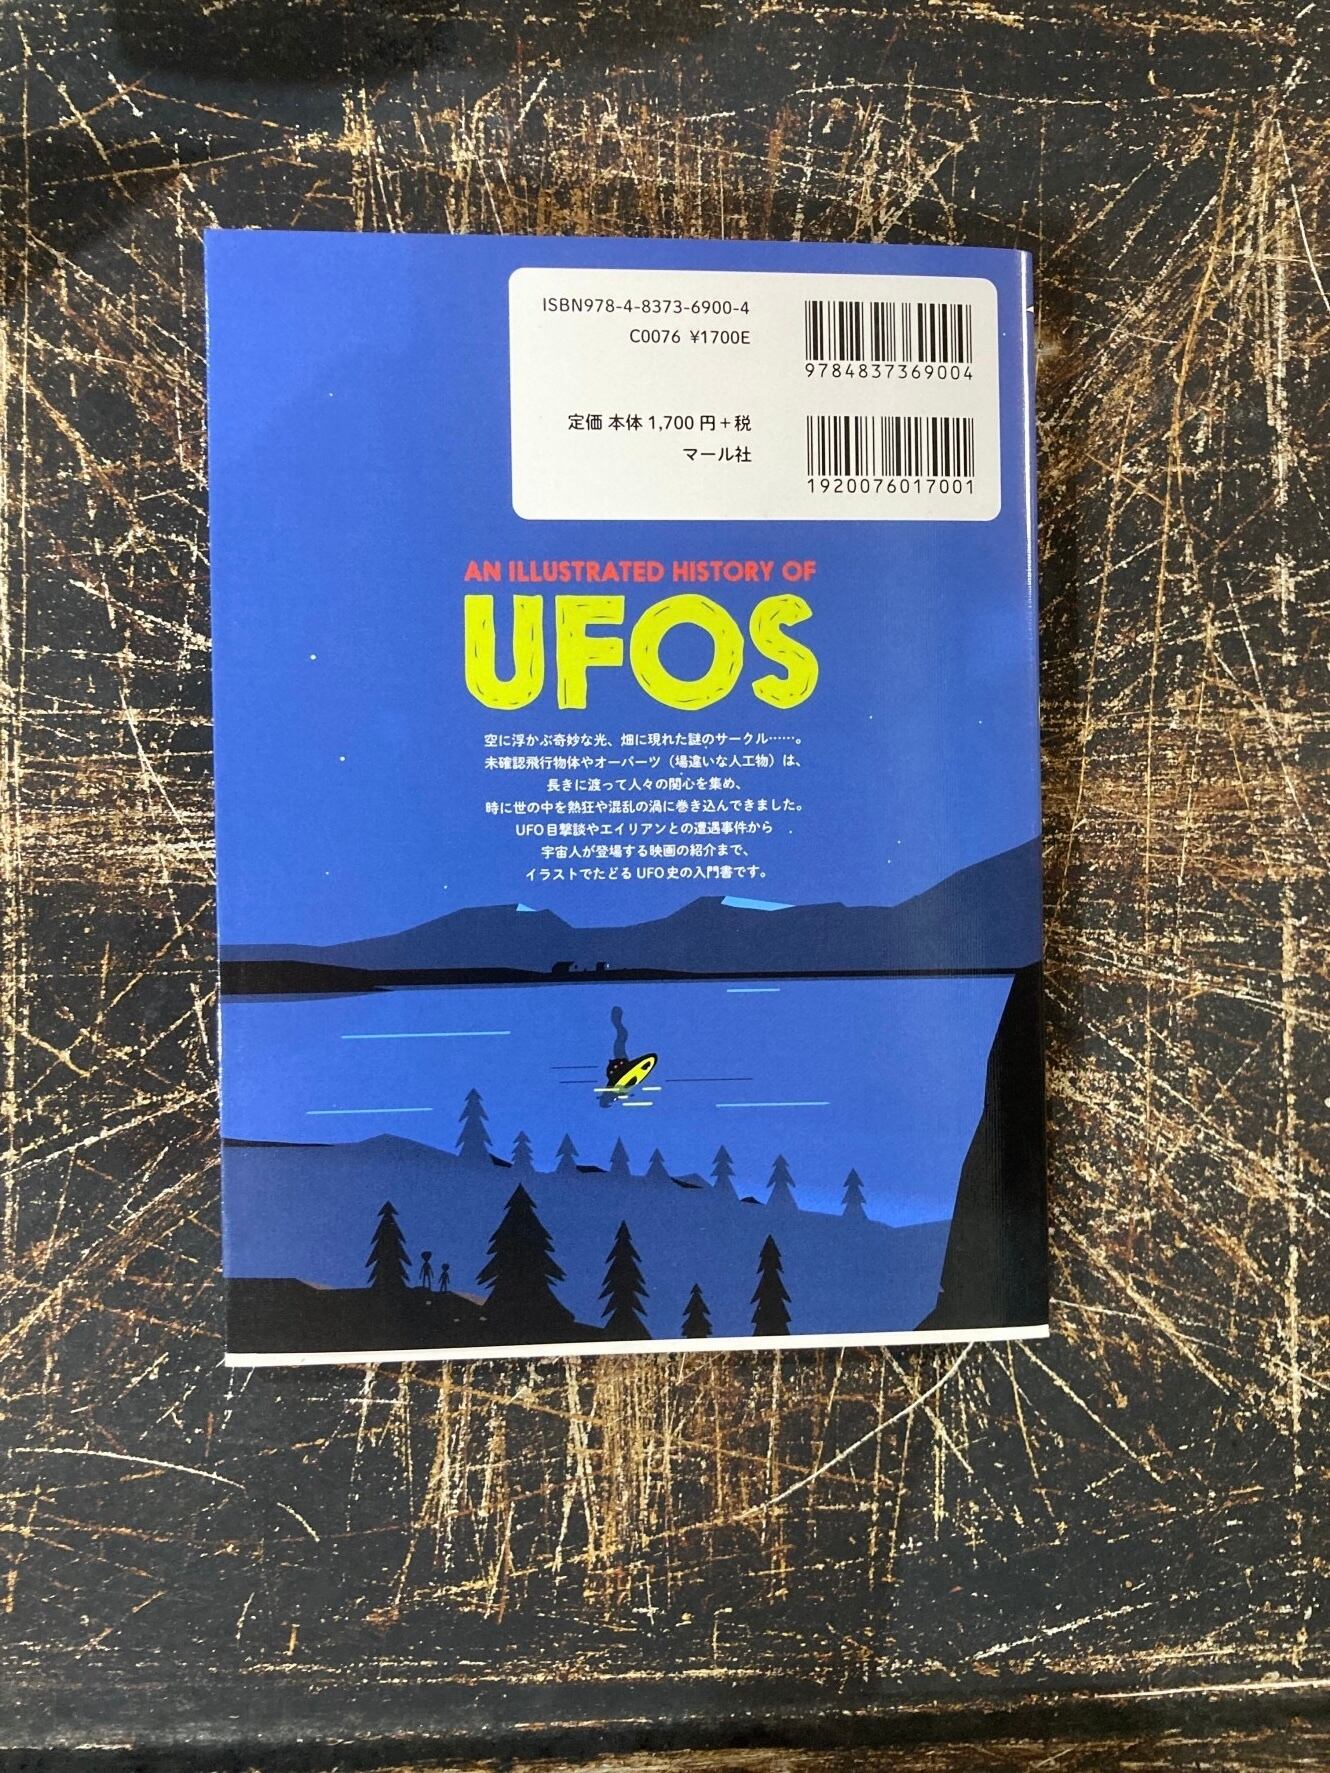 ISBN978-4-8373-6900-4
C0076 ¥1700E
9784837369004
定価 本体 1,700 円＋税
マール社
1920076017001
AN ILLUSTRATED HISTORY OF
UFOS
空に浮かぶ奇妙な光、畑に現れた謎のサークル……。
未確認飛行物体やオーパーツ（場違いな人工物）は、
長きに渡って人々の関心を集め、
時に世の中を熱狂や混乱の渦に巻き込んできました。
UFO目撃談やエイリアンとの遭遇事件から
宇宙人が登場する映画の紹介まで、
イラストでたどる UFO 史の入門書です。